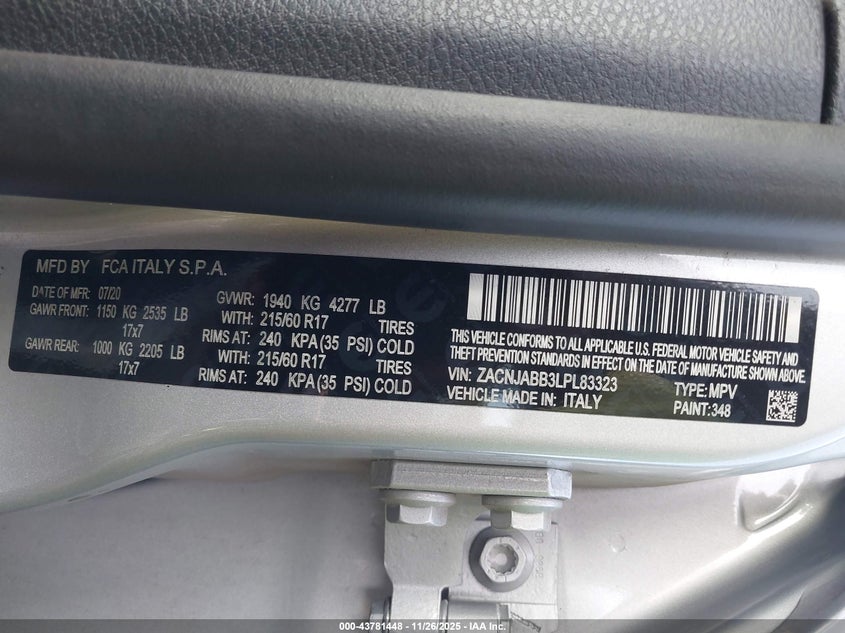 MFD BY FCA ITALY S.P.A.
DATE OF MFR: 07/20
GAWR FRONT: 1150 KG 2535 LB
17x7
GAWR REAR: 1000 KG 2205 LB
17x7
GVWR: 1940 KG 4277 LB
WITH: 215/60 R17 TIRES
RIMS AT: 240 KPA (35 PSI) COLD
WITH: 215/60 R17 TIRES
RIMS AT: 240 KPA (35 PSI) COLD
THIS VEHICLE CONFORMS TO ALL APPLICABLE U.S. FEDERAL MOTOR VEHICLE SAFETY AND
THEFT PREVENTION STANDARDS IN EFFECT ON THE DATE OF MANUFACTURE SHOWN ABOVE.
VIN: ZACNJABB3LPL83323 TYPE: MPV
VEHICLE MADE IN: ITALY PAINT: 348
000-43781448 - 11/26/2025 - IAA Inc.